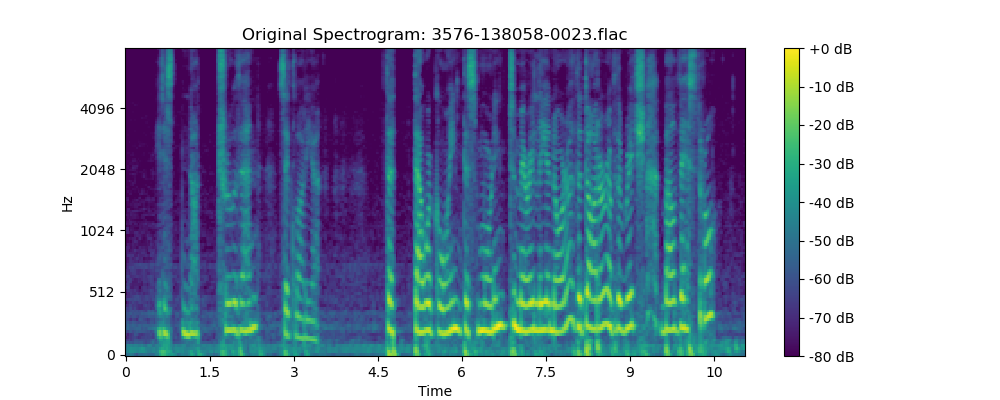 Original Spectrogram: 3576-138058-0023.flac
Hz
4096
2048
1024
512
0
0 1.5 3 4.5 6 7.5 9 10
Time
+0 dB
-10 dB
-20 dB
-30 dB
-40 dB
-50 dB
-60 dB
-70 dB
-80 dB